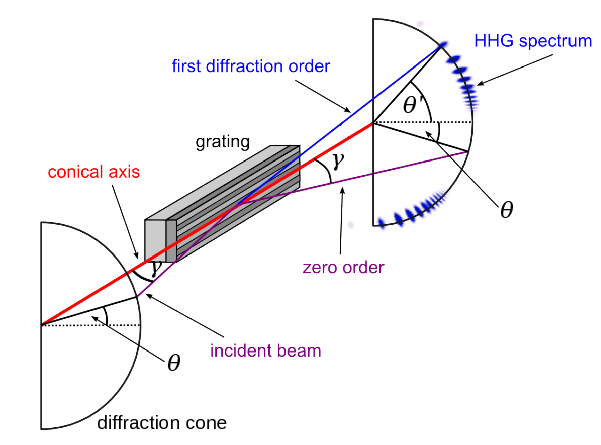 HHG spectrum
first diffraction order
θ'
grating
γ
conical axis
θ
zero order
γ
incident beam
θ
diffraction cone